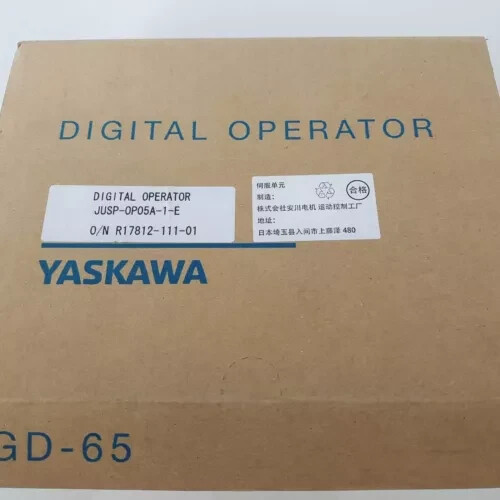 DIGITAL OPERATOR
DIGITAL OPERATOR
JUSP-OP05A-1-E
O/N R17812-111-01
伺服单元
制造:
株式会社安川电机 运动控制工厂
地址:
日本埼玉县入间市上藤泽 480
合格
YASKAWA
GD-65